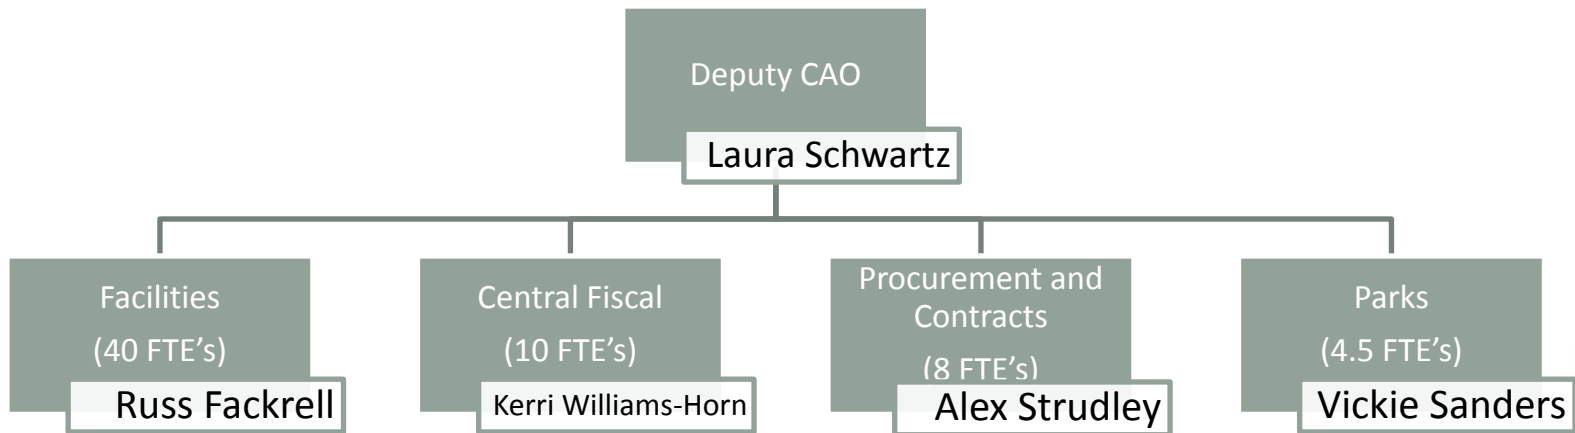 Deputy CAO
Laura Schwartz
Facilities
(40 FTE’s)
Russ Fackrell
Central Fiscal
(10 FTE’s)
Kerri Williams-Horn
Procurement and
Contracts
(8 FTE’s)
Alex Strudley
Parks
(4.5 FTE’s)
Vickie Sanders